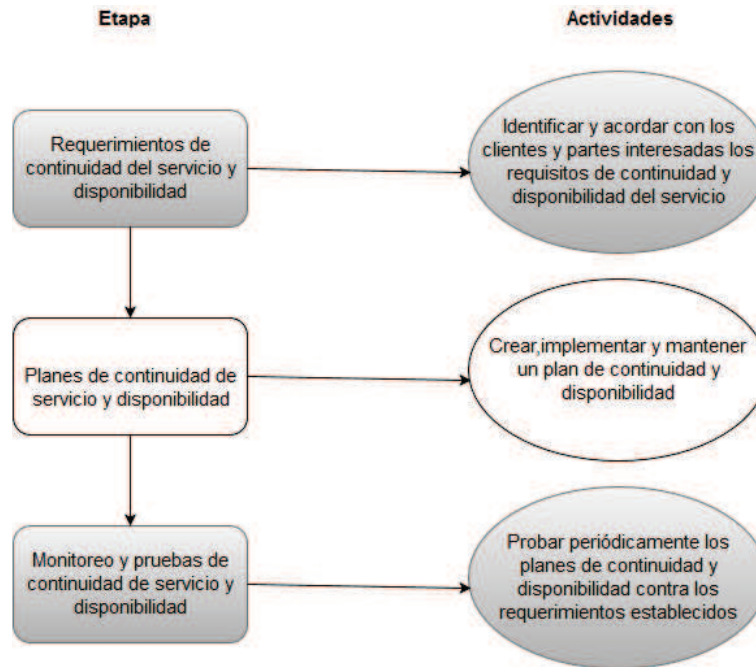 Etapa
Actividades
Requerimientos de
continuidad del servicio y
disponibilidad
Identificar y acordar con los
clientes y partes interesadas los
requisitos de continuidad y
disponibilidad del servicio
Planes de continuidad de
servicio y disponibilidad
Crear,implementar y mantener
un plan de continuidad y
disponibilidad
Monitoreo y pruebas de
continuidad de servicio y
disponibilidad
Probar periódicamente los
planes de continuidad y
disponibilidad contra los
requerimientos establecidos